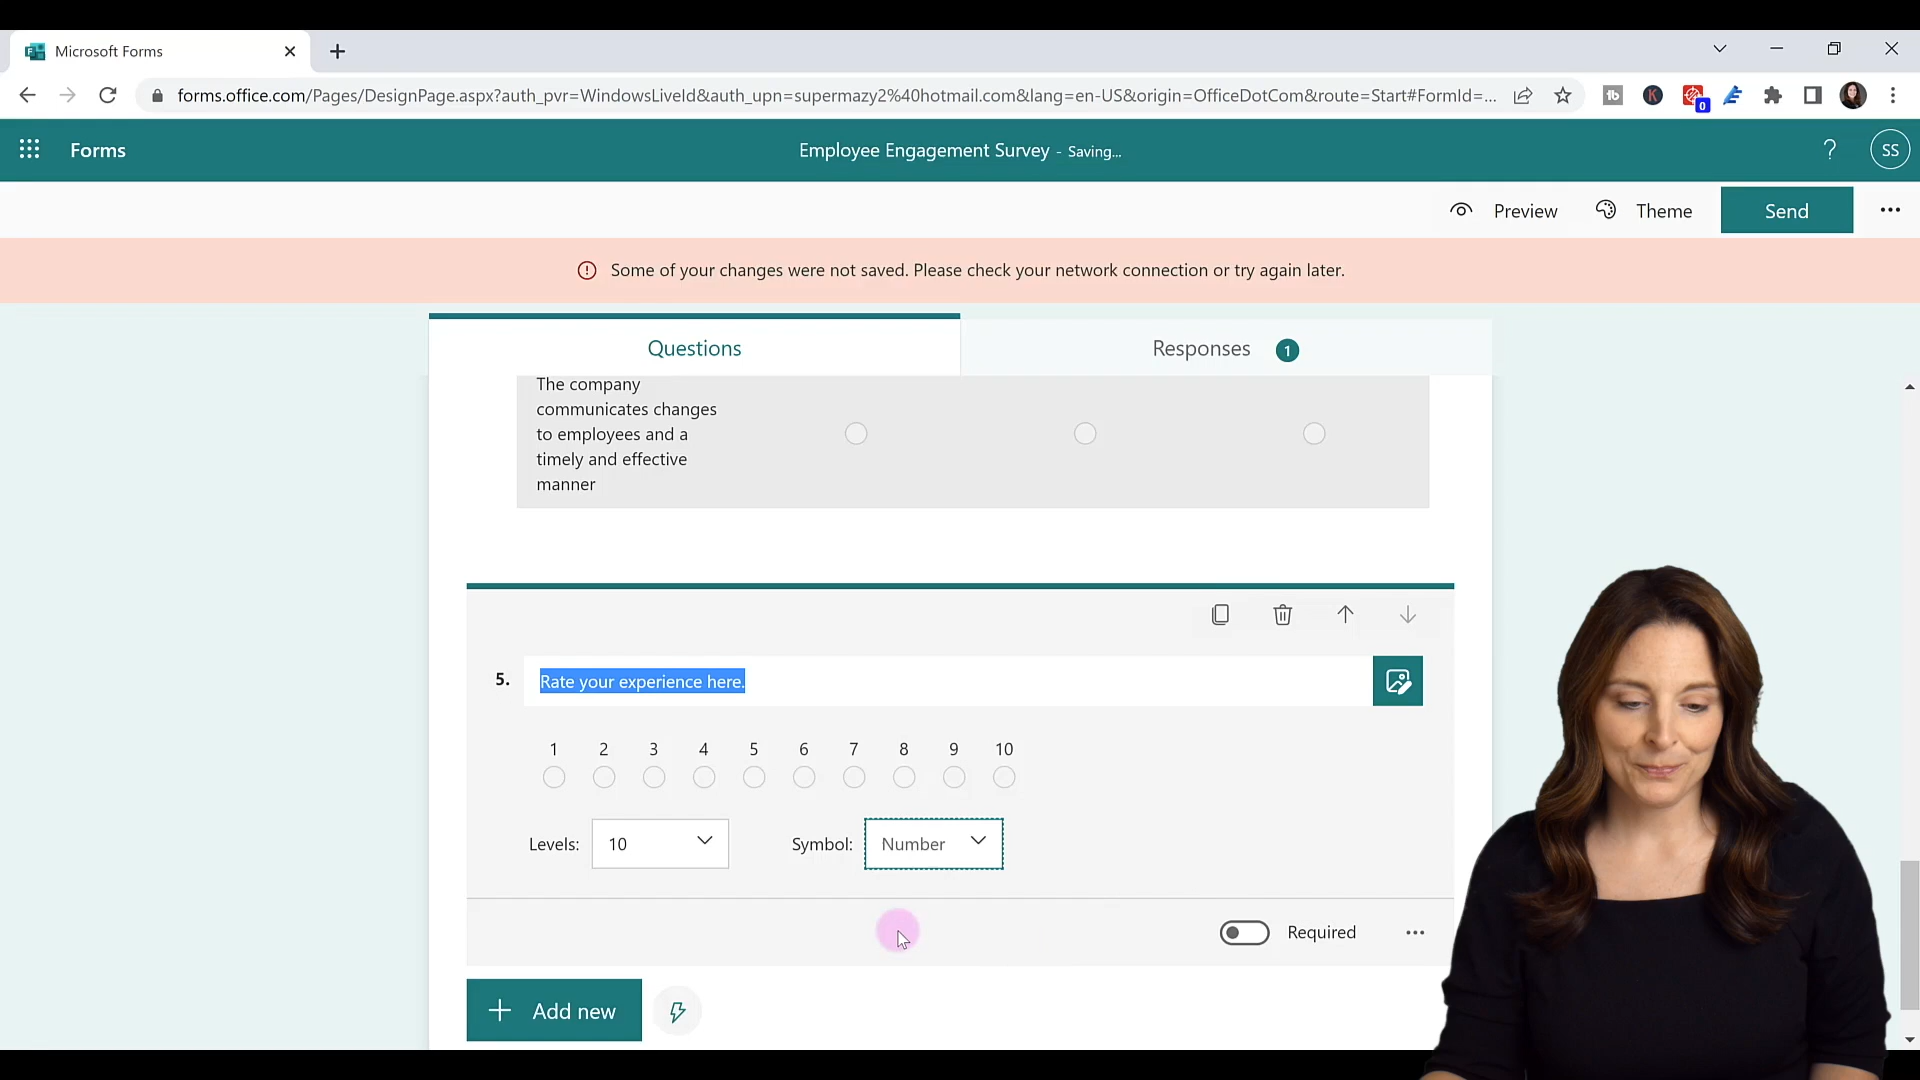 Microsoft Forms
forms.office.com/Pages/DesignPage.aspx?auth_pvr=WindowsLiveId&auth_upn=supermazy2%40hotmail.com&lang=en-US&origin=OfficeDotCom&route=Start#FormId=...
tb
K
0
Forms
Employee Engagement Survey - Saving...
?
SS
Preview
Theme
Send
Some of your changes were not saved. Please check your network connection or try again later.
Questions
Responses 1
The company
communicates changes
to employees and a
timely and effective
manner
5.
Rate your experience here.
1 2 3 4 5 6 7 8 9 10
Levels: 10
Symbol: Number
Required
Add new